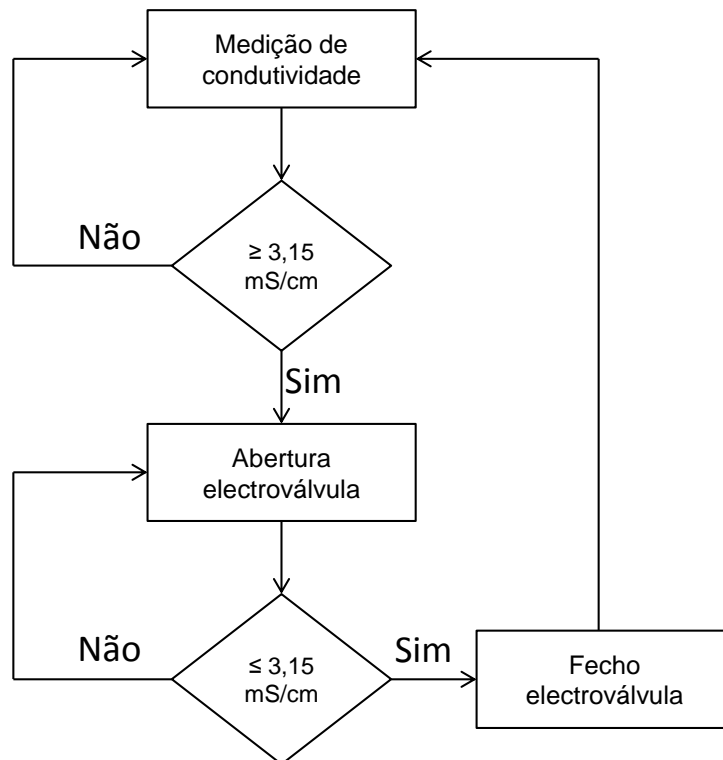 Medição de
condutividade
Não
≥ 3,15
mS/cm
Sim
Abertura
electroválvula
Não
≤ 3,15
mS/cm
Sim
Fecho
electroválvula